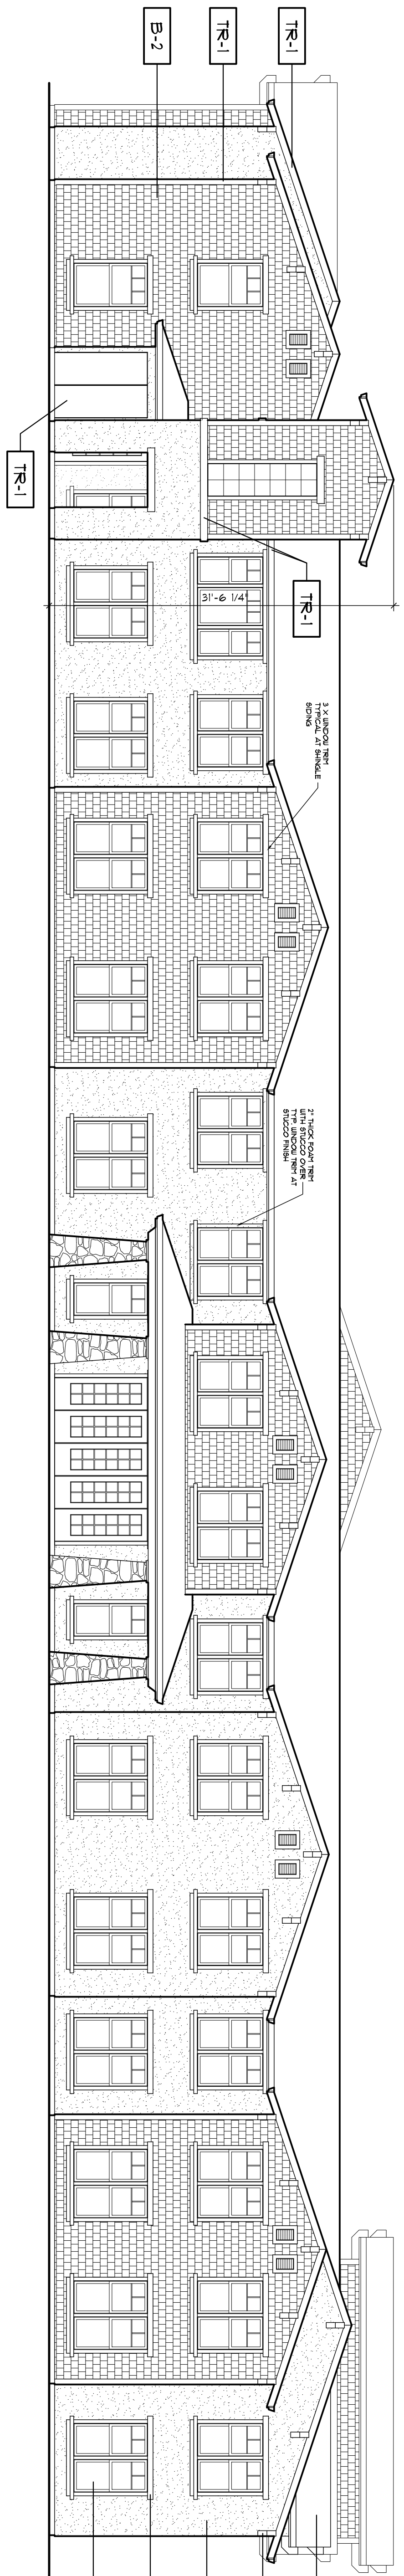 TR-1
TR-1
B-2
TR-1
TR-1
31'-6 1/4"
3 X WINDOW TRIM
TYPICAL AT SHINGLE
SIDING
2" THICK FOAM TRIM
WITH STUCCO OVER
TYP WINDOW TRIM AT
STUCCO FINISH